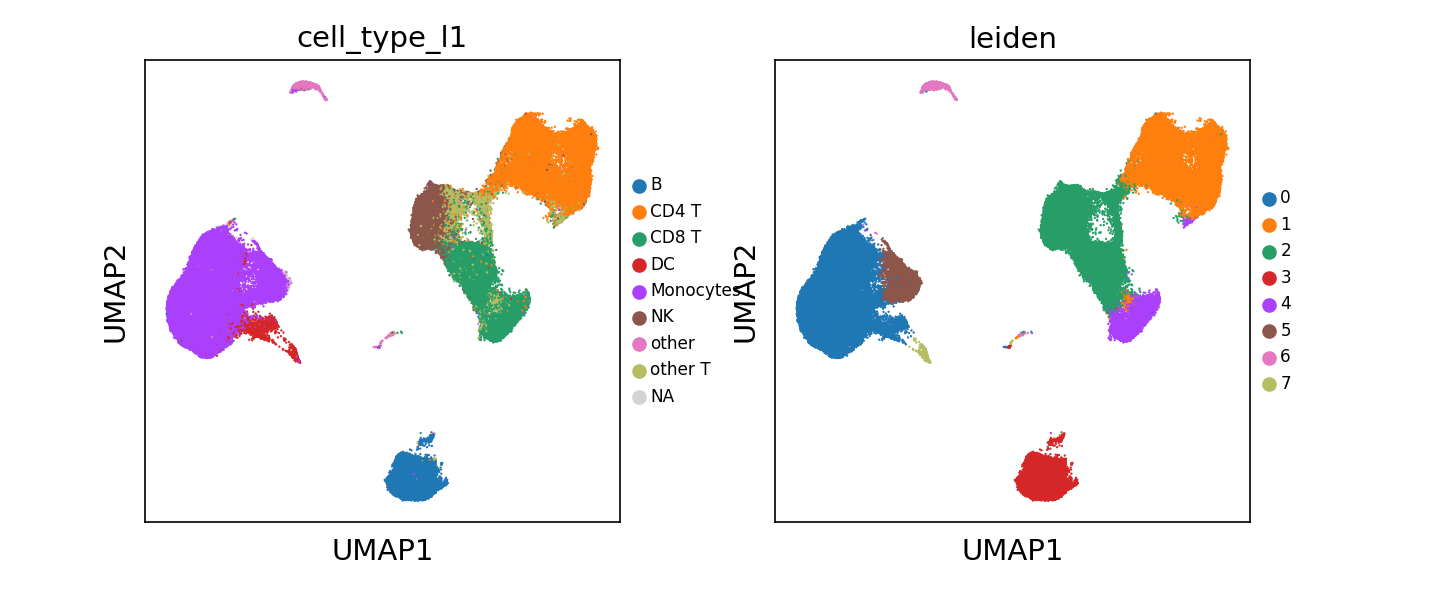 cell_type_l1
UMAP2
UMAP1
B
CD4 T
CD8 T
DC
Monocytes
NK
other
other T
NA
leiden
UMAP2
UMAP1
0
1
2
3
4
5
6
7